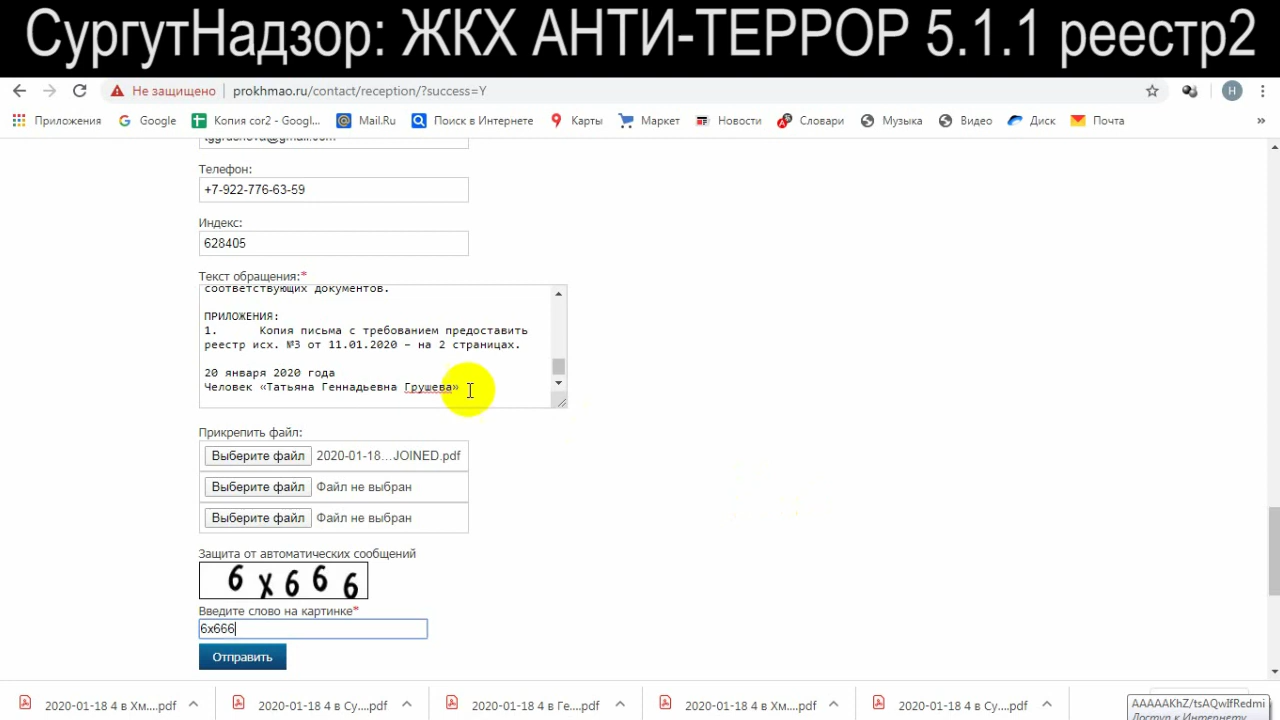 СургутНадзор: ЖКХ АНТИ-ТЕРРОР 5.1.1 реестр2
Не защищено prokhmao.ru/contact/reception/?success=Y Н
Приложения Google Копия cor2 - Googl... Mail.Ru Поиск в Интернете Карты Маркет Новости Словари Музыка Видео Диск Почта »
Телефон:
+7-922-776-63-59
Индекс:
628405
Текст обращения:*
соответствующих документов.
ПРИЛОЖЕНИЯ:
1. Копия письма с требованием предоставить
реестр исх. №3 от 11.01.2020 – на 2 страницах.
20 января 2020 года
Человек «Татьяна Геннадьевна Грушева»
Прикрепить файл:
Выберите файл 2020-01-18...JOINED.pdf
Выберите файл Файл не выбран
Выберите файл Файл не выбран
Защита от автоматических сообщений
6 X 6 6 6
Введите слово на картинке*
6x666
Отправить
2020-01-18 4 в Хм....pdf 2020-01-18 4 в Су....pdf 2020-01-18 4 в Ге....pdf 2020-01-18 4 в Хм....pdf 2020-01-18 4 в Су....pdf
Доступ к Интернету